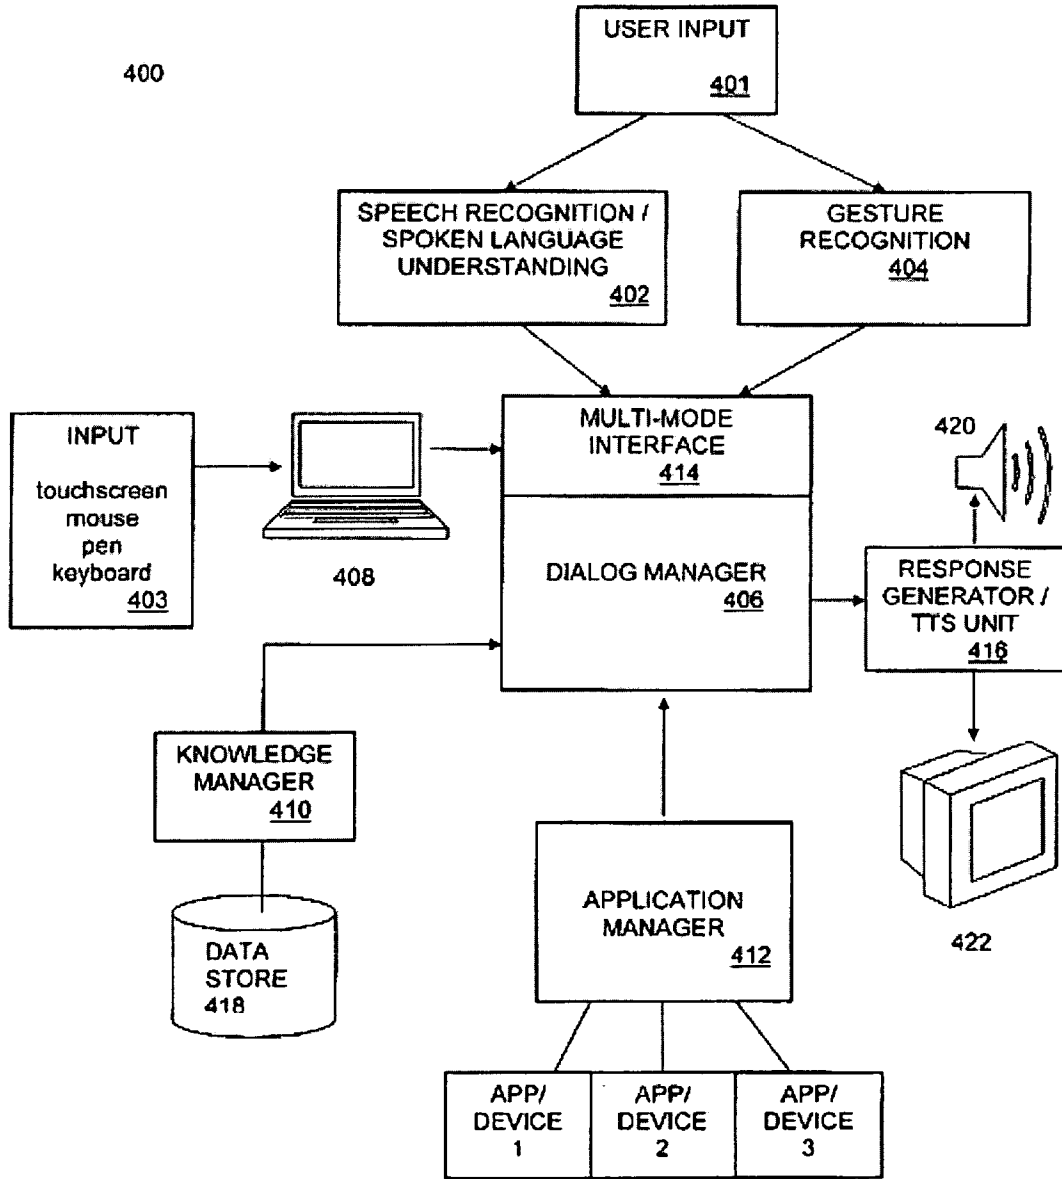 USER INPUT
401
400
SPEECH RECOGNITION /
SPOKEN LANGUAGE
UNDERSTANDING
402
GESTURE
RECOGNITION
404
INPUT
touchscreen
mouse
pen
keyboard
403
408
MULTI-MODE
INTERFACE
414
DIALOG MANAGER
406
420
RESPONSE
GENERATOR /
TTS UNIT
416
KNOWLEDGE
MANAGER
410
DATA
STORE
418
APPLICATION
MANAGER
412
422
APP/
DEVICE
1
APP/
DEVICE
2
APP/
DEVICE
3